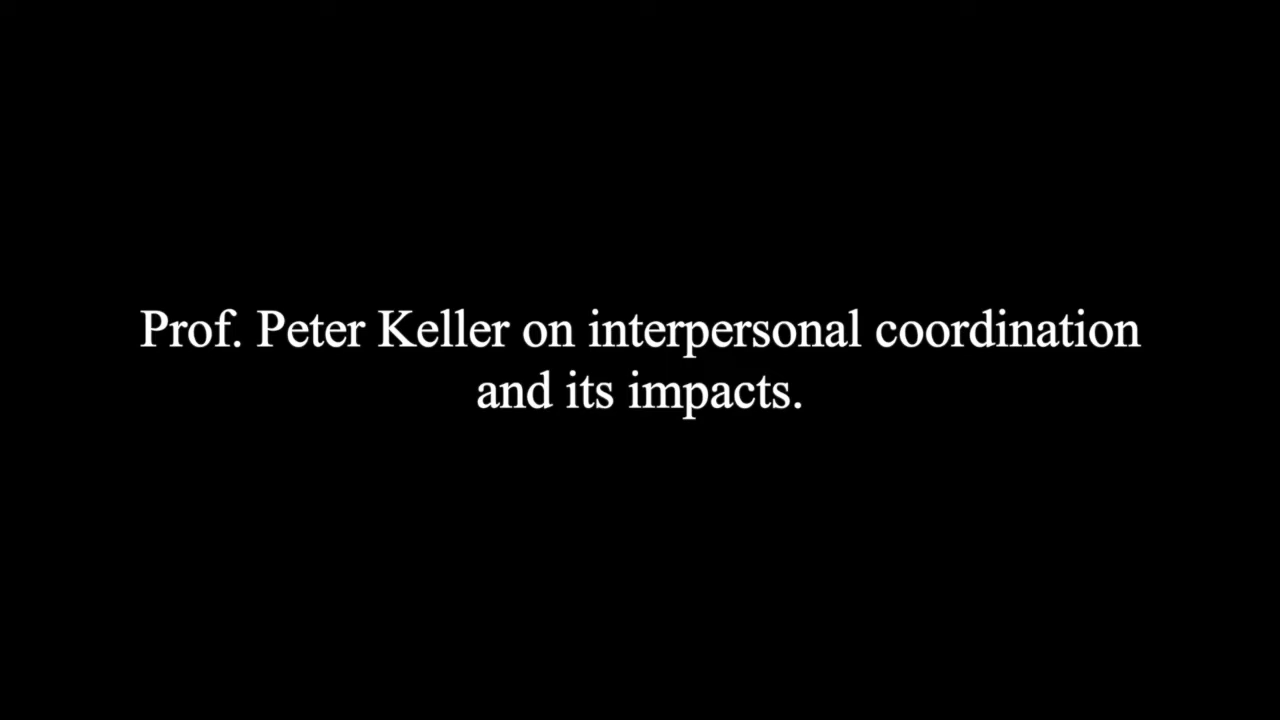 Prof. Peter Keller on interpersonal coordination
and its impacts.